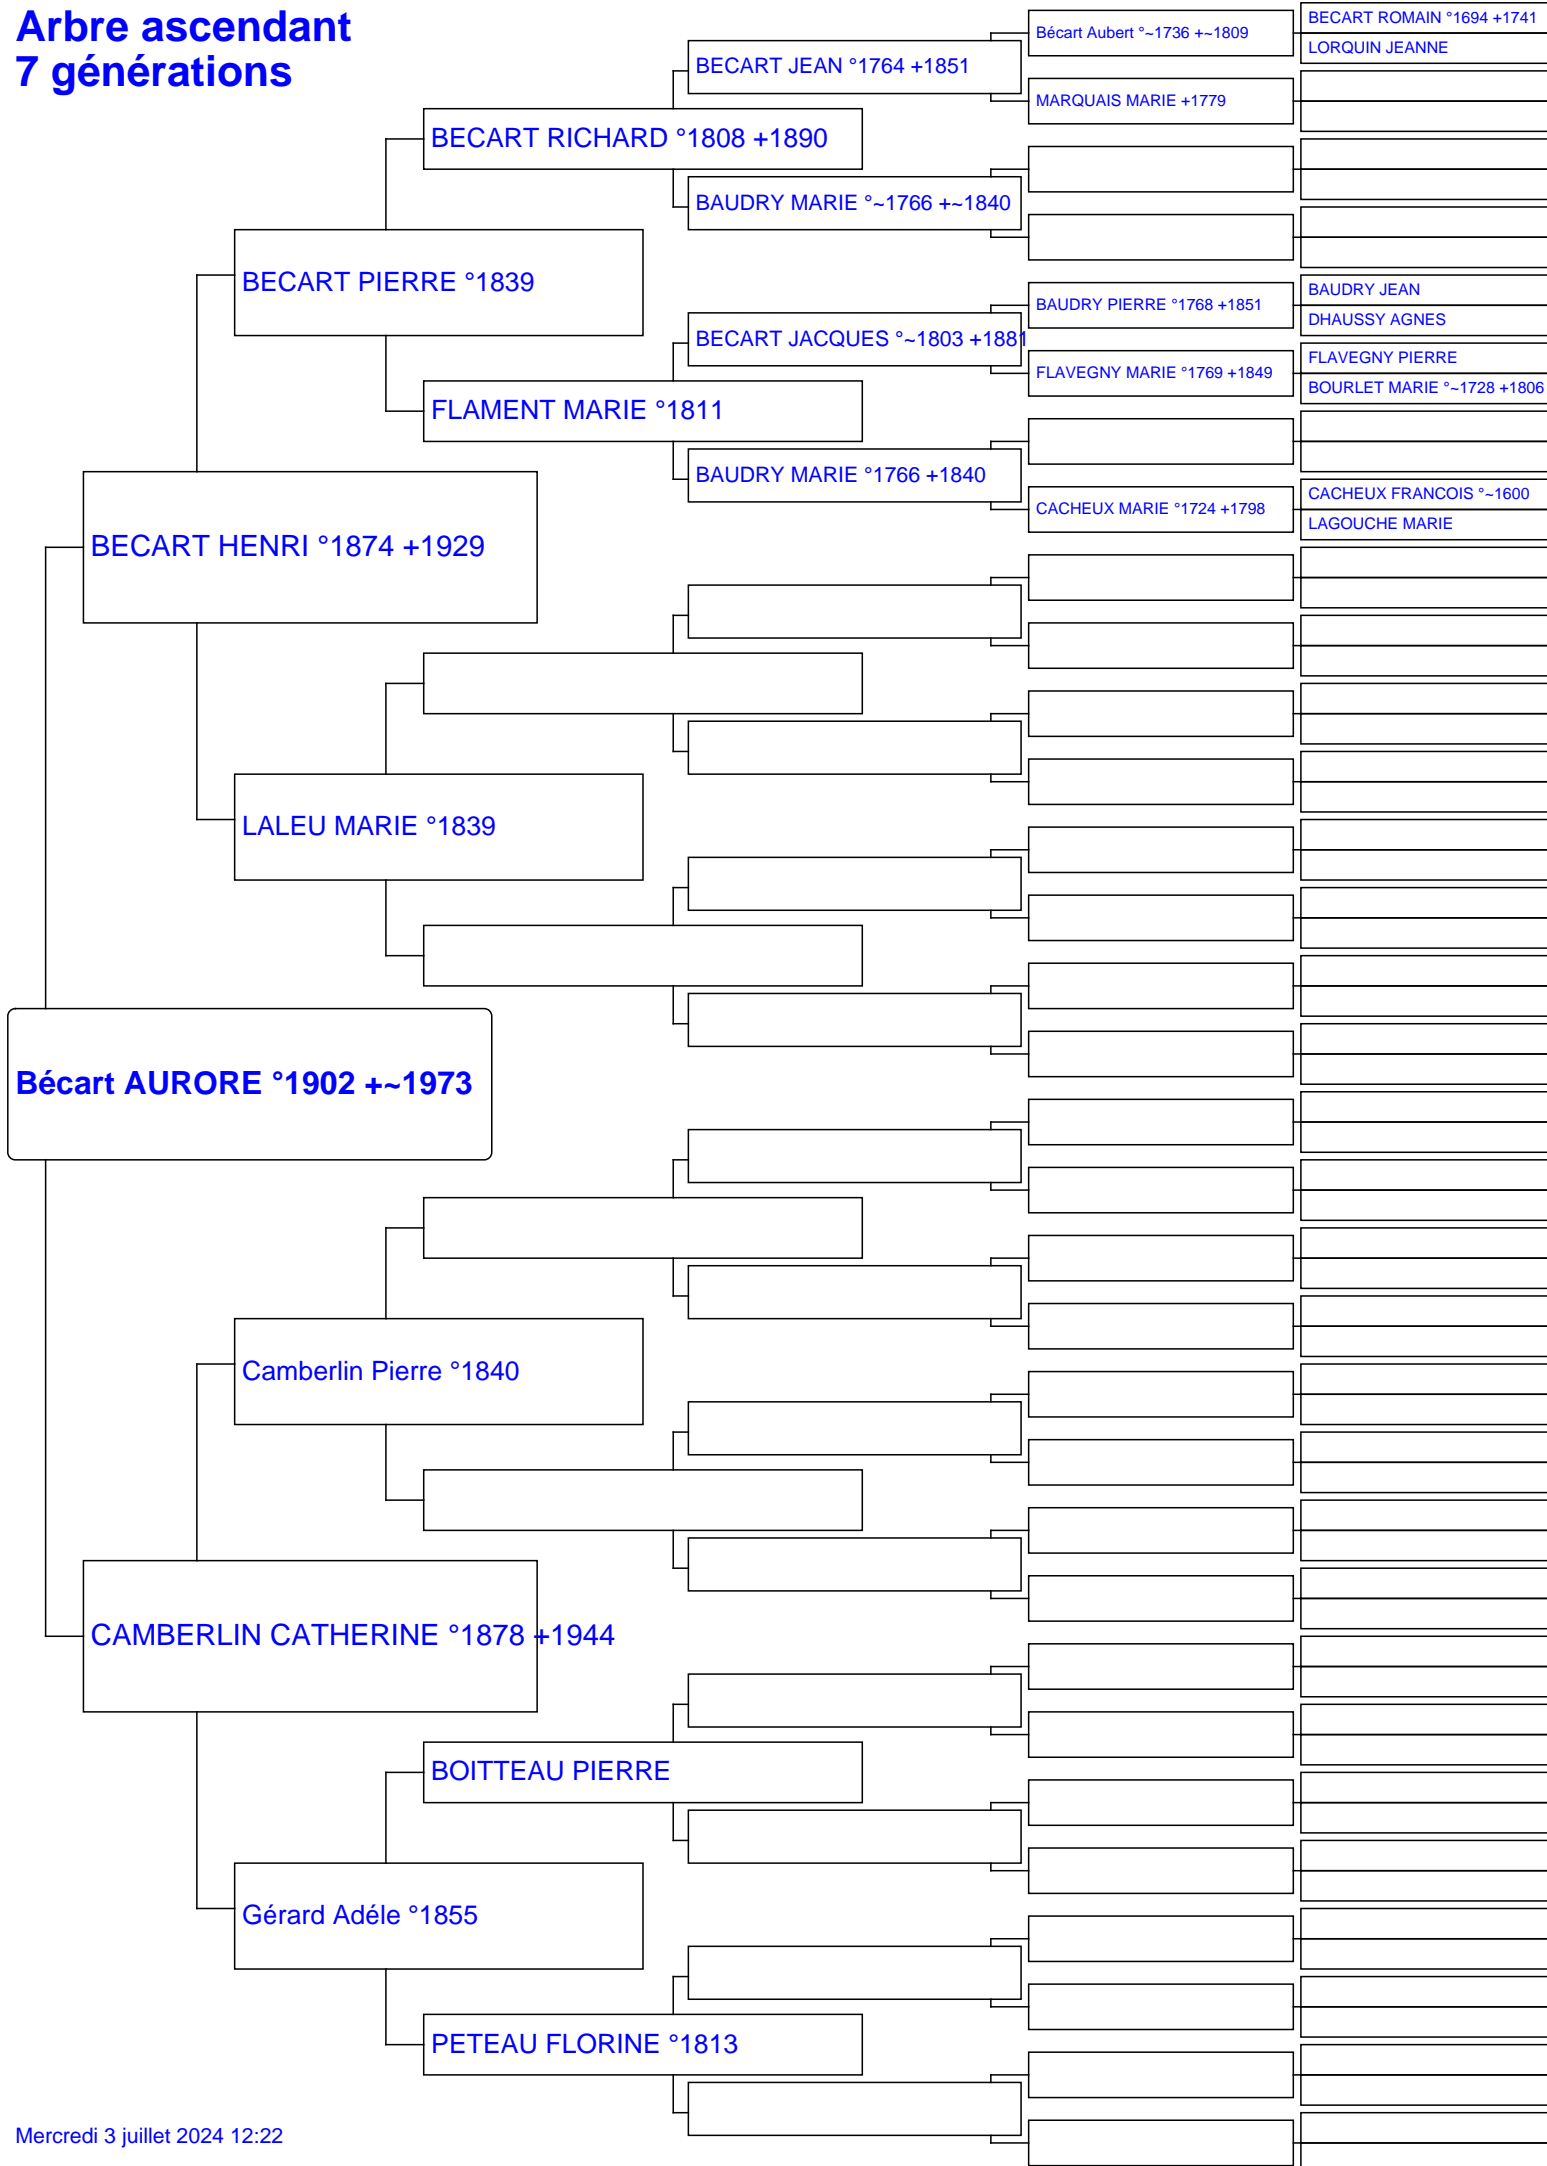 Arbre ascendant
7 générations
BECART ROMAIN °1694 +1741
Bécart Aubert °~1736 +~1809
LORQUIN JEANNE
BECART JEAN °1764 +1851
MARQUAIS MARIE +1779
BECART RICHARD °1808 +1890
BAUDRY MARIE °~1766 +~1840
BECART PIERRE °1839
BAUDRY JEAN
BAUDRY PIERRE °1768 +1851
DHAUSSY AGNES
BECART JACQUES °~1803 +1881
FLAVEGNY PIERRE
FLAVEGNY MARIE °1769 +1849
BOURLET MARIE °~1728 +1806
FLAMENT MARIE °1811
BAUDRY MARIE °1766 +1840
CACHEUX FRANCOIS °~1600
CACHEUX MARIE °1724 +1798
LAGOUCHE MARIE
BECART HENRI °1874 +1929
LALEU MARIE °1839
Bécart AURORE °1902 +~1973
Camberlin Pierre °1840
CAMBERLIN CATHERINE °1878 +1944
BOITTEAU PIERRE
Gérard Adéle °1855
PETEAU FLORINE °1813
Mercredi 3 juillet 2024 12:22